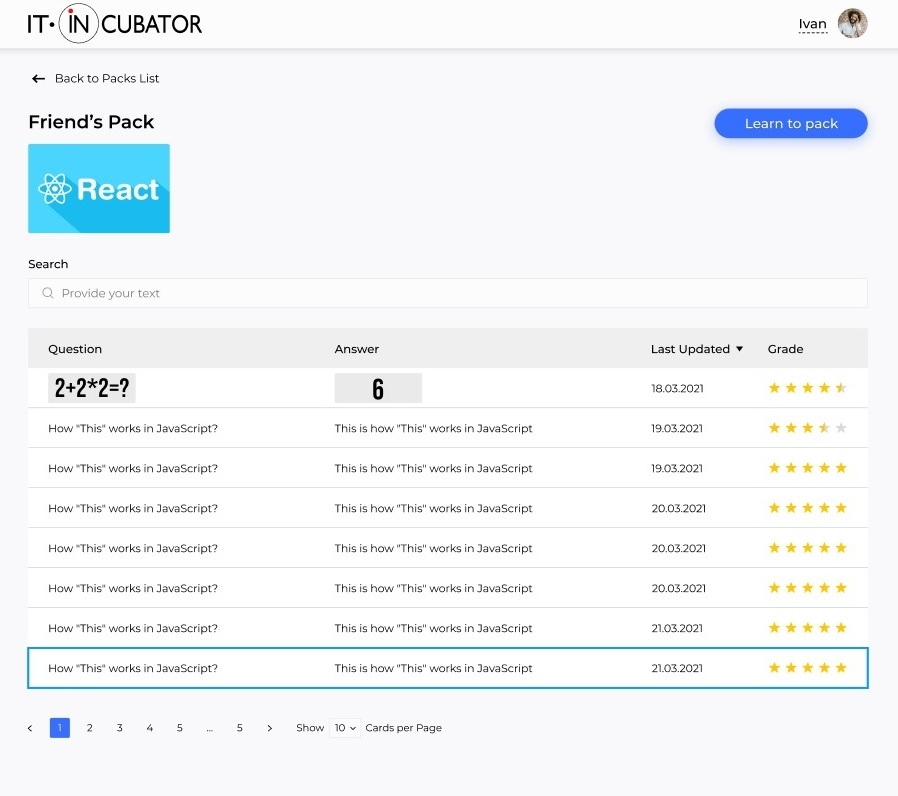 IT·INCUBATOR
Ivan
Back to Packs List
Friend’s Pack
Learn to pack
React
Search
Provide your text
Question Answer Last Updated Grade
2+2*2=? 6 18.03.2021
How "This" works in JavaScript? This is how "This" works in JavaScript 19.03.2021
How "This" works in JavaScript? This is how "This" works in JavaScript 19.03.2021
How "This" works in JavaScript? This is how "This" works in JavaScript 20.03.2021
How "This" works in JavaScript? This is how "This" works in JavaScript 20.03.2021
How "This" works in JavaScript? This is how "This" works in JavaScript 20.03.2021
How "This" works in JavaScript? This is how "This" works in JavaScript 21.03.2021
How "This" works in JavaScript? This is how "This" works in JavaScript 21.03.2021
< 1 2 3 4 5 ... 5 > Show 10 Cards per Page